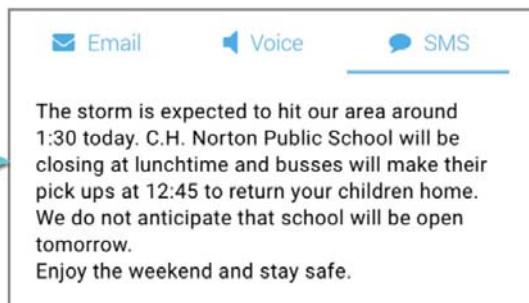 Email Voice SMS
The storm is expected to hit our area around
1:30 today. C.H. Norton Public School will be
closing at lunchtime and busses will make their
pick ups at 12:45 to return your children home.
We do not anticipate that school will be open
tomorrow.
Enjoy the weekend and stay safe.